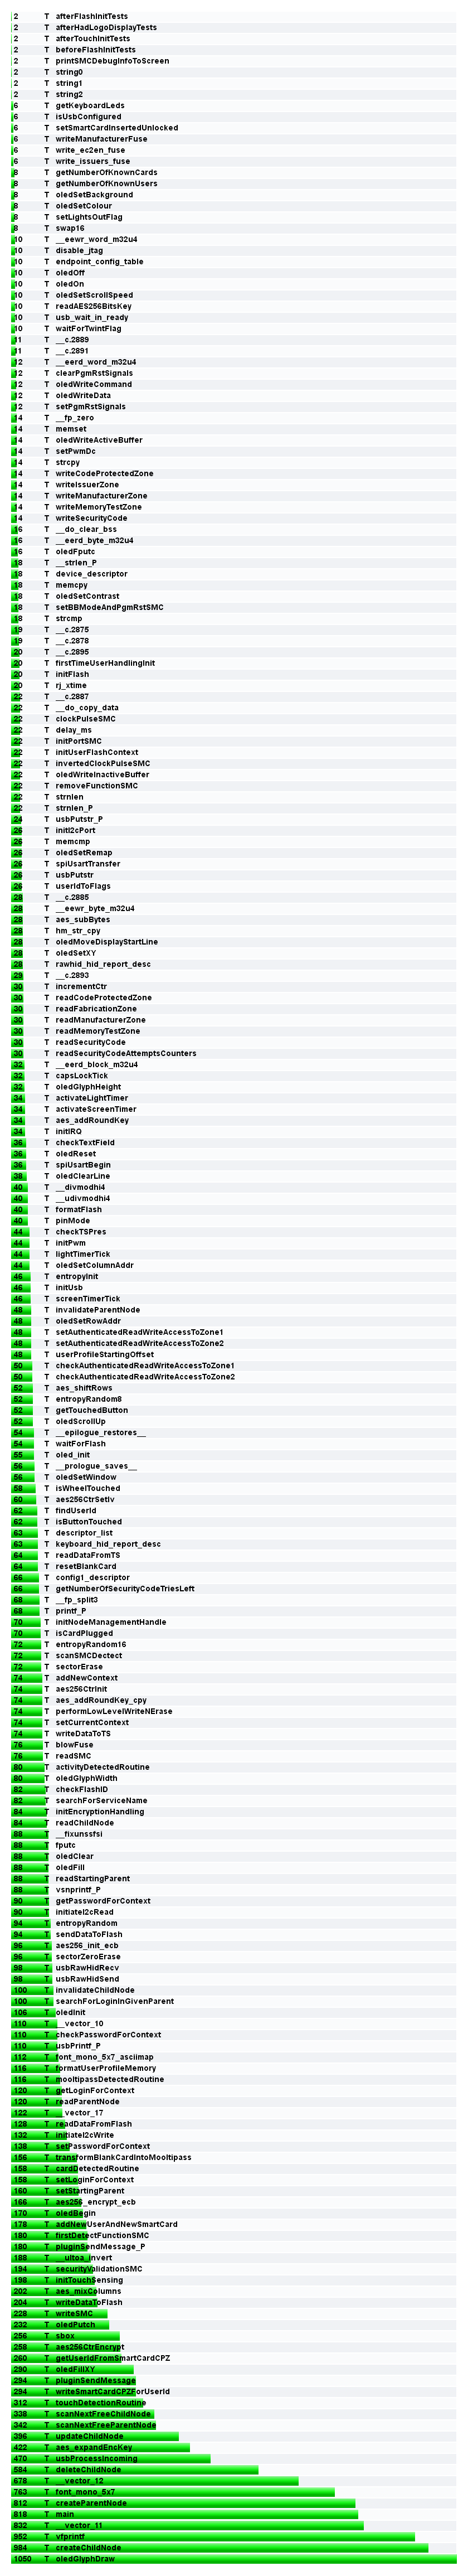 2 T afterFlashInitTests
2 T afterHadLogoDisplayTests
2 T afterTouchInitTests
2 T beforeFlashInitTests
2 T printSMCDebugInfoToScreen
2 T string0
2 T string1
2 T string2
6 T getKeyboardLeds
6 T isUsbConfigured
6 T setSmartCardInsertedUnlocked
6 T writeManufacturerFuse
6 T write_ec2en_fuse
6 T write_issuers_fuse
8 T getNumberOfKnownCards
8 T getNumberOfKnownUsers
8 T oledSetBackground
8 T oledSetColour
8 T setLightsOutFlag
8 T swap16
10 T __eewr_word_m32u4
10 T disable_jtag
10 T endpoint_config_table
10 T oledOff
10 T oledOn
10 T oledSetScrollSpeed
10 T readAES256BitsKey
10 T usb_wait_in_ready
10 T waitForTwintFlag
11 T __c.2889
11 T __c.2891
12 T __eerd_word_m32u4
12 T clearPgmRstSignals
12 T oledWriteCommand
12 T oledWriteData
12 T setPgmRstSignals
14 T __fp_zero
14 T memset
14 T oledWriteActiveBuffer
14 T setPwmDc
14 T strcpy
14 T writeCodeProtectedZone
14 T writeIssuerZone
14 T writeManufacturerZone
14 T writeMemoryTestZone
14 T writeSecurityCode
16 T __do_clear_bss
16 T __eerd_byte_m32u4
16 T oledFputc
18 T __strlen_P
18 T device_descriptor
18 T memcpy
18 T oledSetContrast
18 T setBBModeAndPgmRstSMC
18 T strcmp
19 T __c.2875
19 T __c.2878
20 T __c.2895
20 T firstTimeUserHandlingInit
20 T initFlash
20 T rj_xtime
22 T __c.2887
22 T __do_copy_data
22 T clockPulseSMC
22 T delay_ms
22 T initPortSMC
22 T initUserFlashContext
22 T invertedClockPulseSMC
22 T oledWriteInactiveBuffer
22 T removeFunctionSMC
22 T strnlen
22 T strnlen_P
24 T usbPutstr_P
26 T initI2cPort
26 T memcmp
26 T oledSetRemap
26 T spiUsartTransfer
26 T usbPutstr
26 T userIdToFlags
28 T __c.2885
28 T __eewr_byte_m32u4
28 T aes_subBytes
28 T hm_str_cpy
28 T oledMoveDisplayStartLine
28 T oledSetXY
28 T rawhid_hid_report_desc
29 T __c.2893
30 T incrementCtr
30 T readCodeProtectedZone
30 T readFabricationZone
30 T readManufacturerZone
30 T readMemoryTestZone
30 T readSecurityCode
30 T readSecurityCodeAttemptsCounters
32 T __eerd_block_m32u4
32 T capsLockTick
32 T oledGlyphHeight
34 T activateLightTimer
34 T activateScreenTimer
34 T aes_addRoundKey
34 T initIRQ
36 T checkTextField
36 T oledReset
36 T spiUsartBegin
38 T oledClearLine
40 T __divmodhi4
40 T __udivmodhi4
40 T formatFlash
40 T pinMode
44 T checkTSPres
44 T initPwm
44 T lightTimerTick
44 T oledSetColumnAddr
46 T entropyInit
46 T initUsb
46 T screenTimerTick
48 T invalidateParentNode
48 T oledSetRowAddr
48 T setAuthenticatedReadWriteAccessToZone1
48 T setAuthenticatedReadWriteAccessToZone2
48 T userProfileStartingOffset
50 T checkAuthenticatedReadWriteAccessToZone1
50 T checkAuthenticatedReadWriteAccessToZone2
52 T aes_shiftRows
52 T entropyRandom8
52 T getTouchedButton
52 T oledScrollUp
54 T __epilogue_restores__
54 T waitForFlash
55 T oled_init
56 T __prologue_saves__
56 T oledSetWindow
58 T isWheelTouched
60 T aes256CtrSetIv
62 T findUserId
62 T isButtonTouched
63 T descriptor_list
63 T keyboard_hid_report_desc
64 T readDataFromTS
64 T resetBlankCard
66 T config1_descriptor
66 T getNumberOfSecurityCodeTriesLeft
68 T __fp_split3
68 T printf_P
70 T initNodeManagementHandle
70 T isCardPlugged
72 T entropyRandom16
72 T scanSMCDectect
72 T sectorErase
74 T addNewContext
74 T aes256CtrInit
74 T aes_addRoundKey_cpy
74 T performLowLevelWriteNErase
74 T setCurrentContext
74 T writeDataToTS
76 T blowFuse
76 T readSMC
80 T activityDetectedRoutine
80 T oledGlyphWidth
82 T checkFlashID
82 T searchForServiceName
84 T initEncryptionHandling
84 T readChildNode
88 T __fixunssfsi
88 T fputc
88 T oledClear
88 T oledFill
88 T readStartingParent
88 T vsnprintf_P
90 T getPasswordForContext
90 T initiateI2cRead
94 T entropyRandom
94 T sendDataToFlash
96 T aes256_init_ecb
96 T sectorZeroErase
98 T usbRawHidRecv
98 T usbRawHidSend
100 T invalidateChildNode
100 T searchForLoginInGivenParent
106 T oledInit
110 T __vector_10
110 T checkPasswordForContext
110 T usbPrintf_P
112 T font_mono_5x7_asciimap
116 T formatUserProfileMemory
116 T mooltipassDetectedRoutine
120 T getLoginForContext
120 T readParentNode
122 T __vector_17
128 T readDataFromFlash
132 T initiateI2cWrite
138 T setPasswordForContext
156 T transformBlankCardIntoMooltipass
158 T cardDetectedRoutine
158 T setLoginForContext
160 T setStartingParent
166 T aes256_encrypt_ecb
170 T oledBegin
178 T addNewUserAndNewSmartCard
180 T firstDetectFunctionSMC
180 T pluginSendMessage_P
188 T __ultoa_invert
194 T securityValidationSMC
198 T initTouchSensing
202 T aes_mixColumns
204 T writeDataToFlash
228 T writeSMC
232 T oledPutch
256 T sbox
258 T aes256CtrEncrypt
260 T getUserIdFromSmartCardCPZ
290 T oledFillXY
294 T pluginSendMessage
294 T writeSmartCardCPZForUserId
312 T touchDetectionRoutine
338 T scanNextFreeChildNode
342 T scanNextFreeParentNode
396 T updateChildNode
422 T aes_expandEncKey
470 T usbProcessIncoming
584 T deleteChildNode
678 T __vector_12
763 T font_mono_5x7
812 T createParentNode
818 T main
832 T __vector_11
952 T vfprintf
984 T createChildNode
1050 T oledGlyphDraw